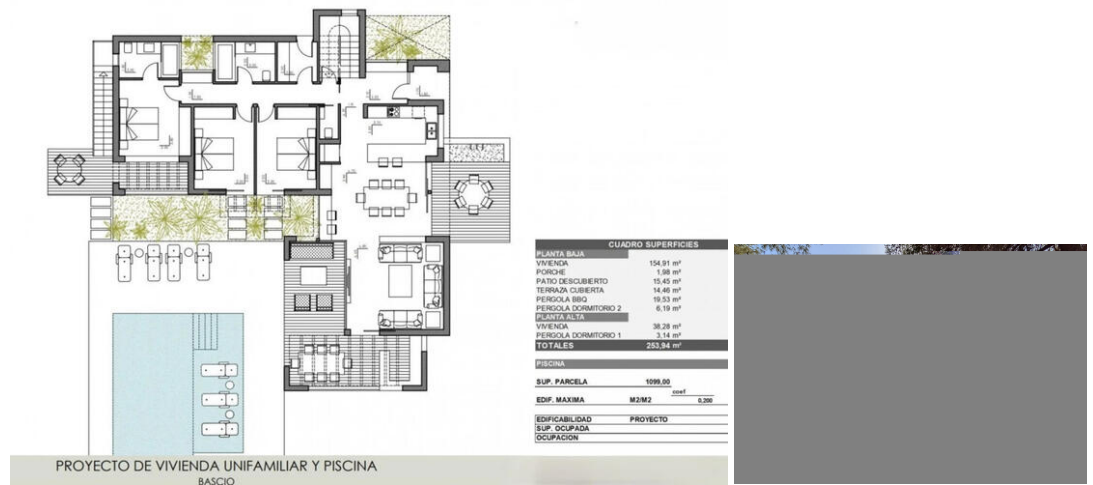 CUADRO SUPERFICIES
PLANTA BAJA
VIVIENDA 154,91 m²
PORCHE 1,98 m²
PATIO DESCUBIERTO 15,45 m²
TERRAZA CUBIERTA 14,46 m²
PERGOLA BBQ 19,53 m²
PERGOLA DORMITORIO 2 6,19 m²
PLANTA ALTA
VIVIENDA 38,28 m²
PERGOLA DORMITORIO 1 3,14 m²
TOTALES 253,94 m²
PISCINA
SUP. PARCELA 1099,00
coef
EDIF. MAXIMA M2/M2 0,200
EDIFICABILIDAD PROYECTO
SUP. OCUPADA
OCUPACION
PROYECTO DE VIVIENDA UNIFAMILIAR Y PISCINA
BASCIO